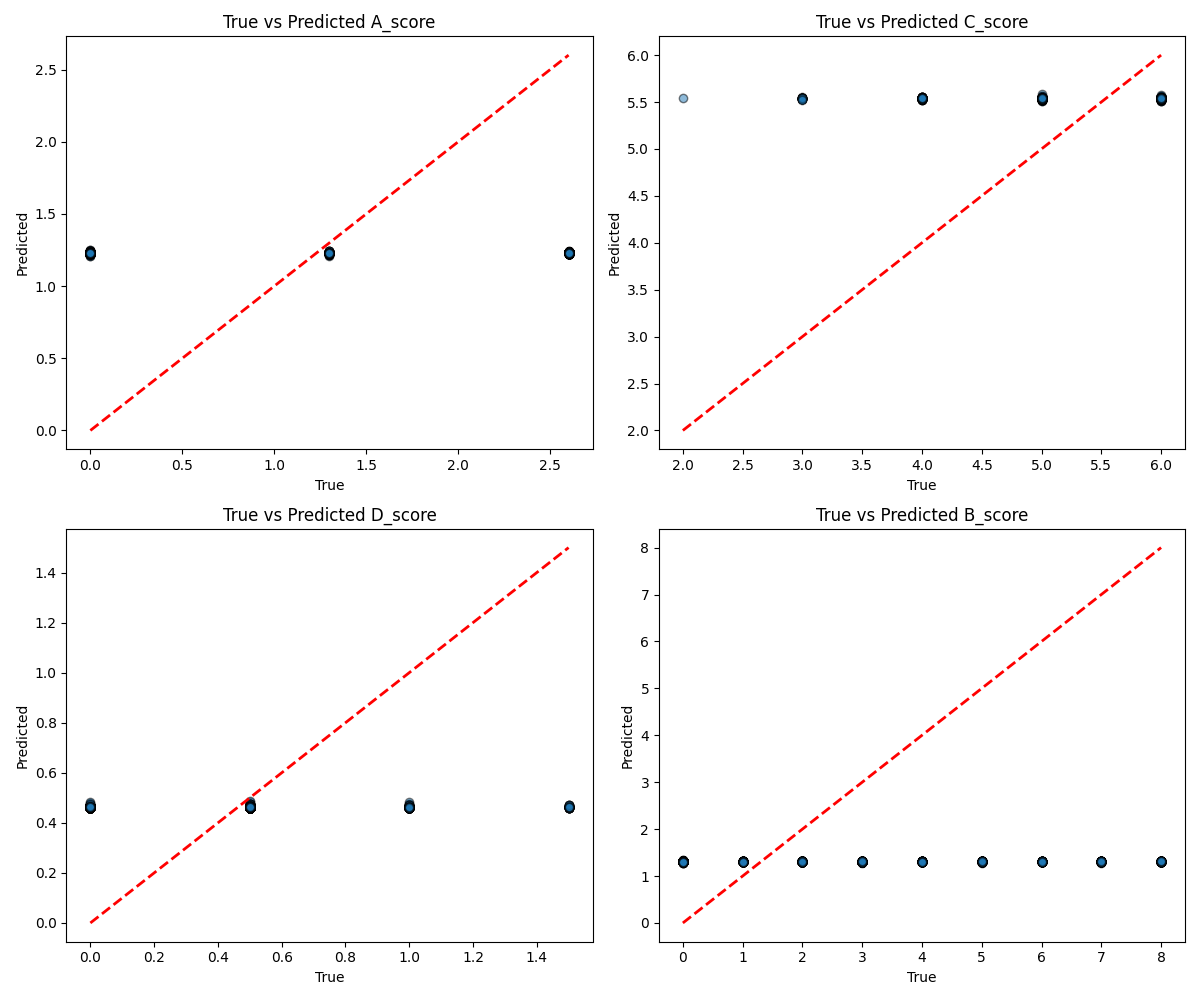 True vs Predicted A_score
2.5
2.0
1.5
1.0
0.5
0.0
Predicted
0.0 0.5 1.0 1.5 2.0 2.5
True
True vs Predicted C_score
6.0
5.5
5.0
4.5
4.0
3.5
3.0
2.5
2.0
Predicted
2.0 2.5 3.0 3.5 4.0 4.5 5.0 5.5 6.0
True
True vs Predicted D_score
1.4
1.2
1.0
0.8
0.6
0.4
0.2
0.0
Predicted
0.0 0.2 0.4 0.6 0.8 1.0 1.2 1.4
True
True vs Predicted B_score
8
7
6
5
4
3
2
1
0
Predicted
0 1 2 3 4 5 6 7 8
True